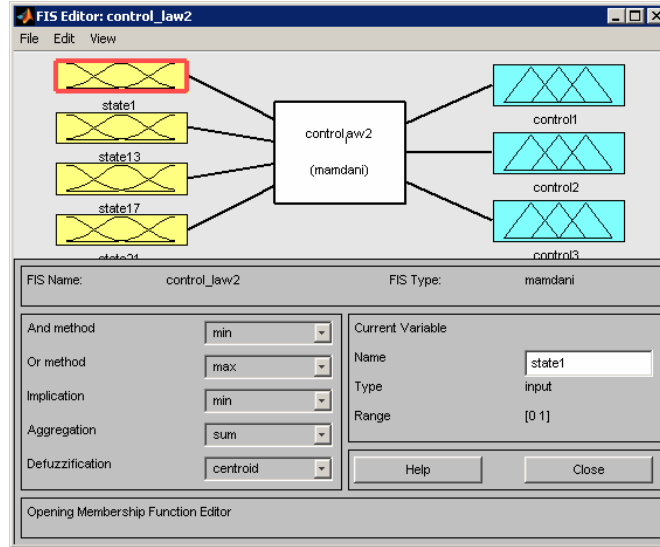 FIS Editor: control_law2
File Edit View
state1
state13
state17
state21
controllaw2
(mamdani)
control1
control2
control3
FIS Name: control_law2 FIS Type: mamdani
And method min
Or method max
Implication min
Aggregation sum
Defuzzification centroid
Current Variable
Name state1
Type input
Range [0 1]
Help Close
Opening Membership Function Editor